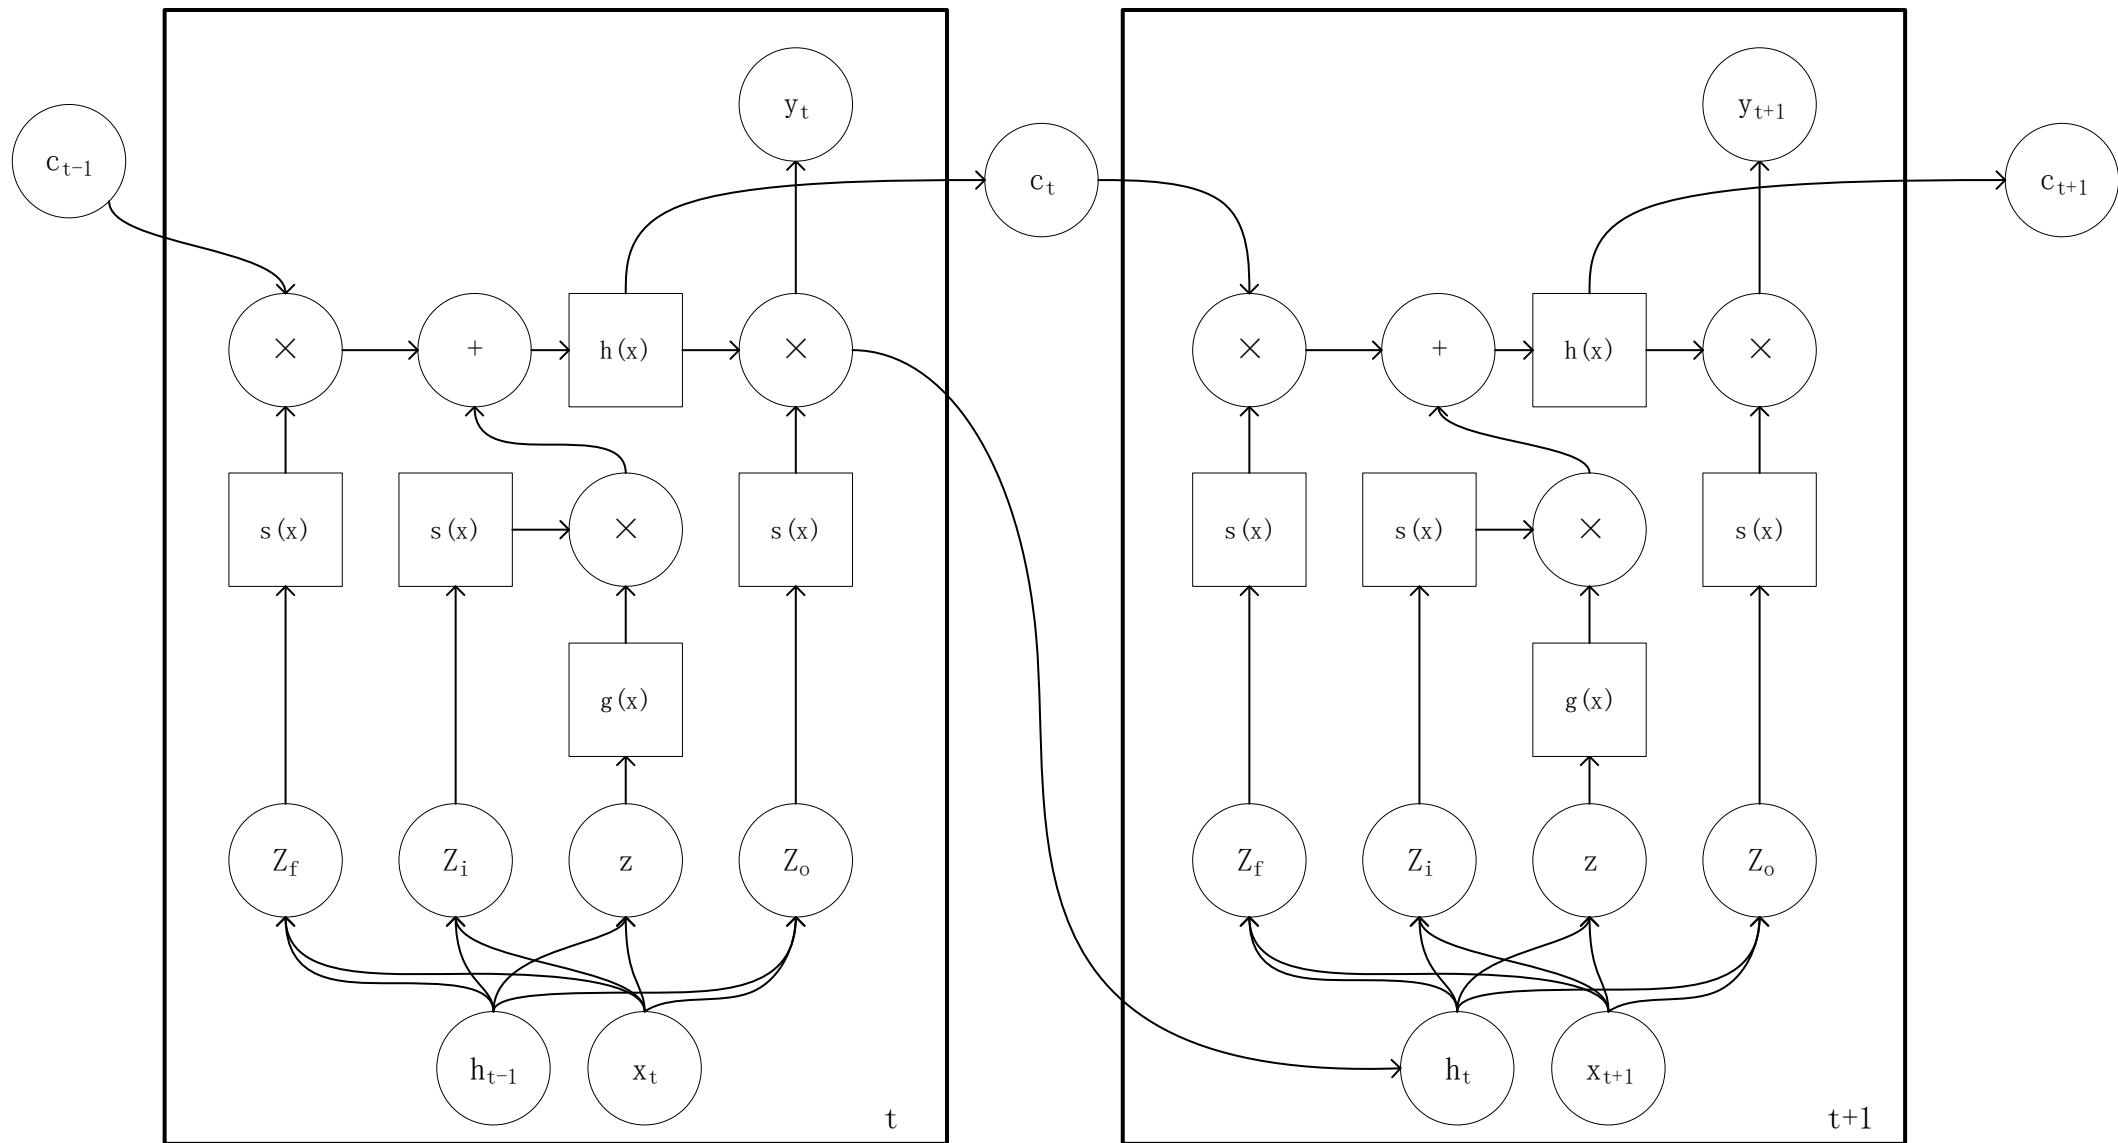 y_t y_{t+1}
c_{t-1} c_t c_{t+1}
× + h(x) × × + h(x) ×
s(x) s(x) × s(x) s(x) s(x) × s(x)
g(x) g(x)
Z_f Z_i z Z_o Z_f Z_i z Z_o
h_{t-1} x_t h_t x_{t+1}
t t+1